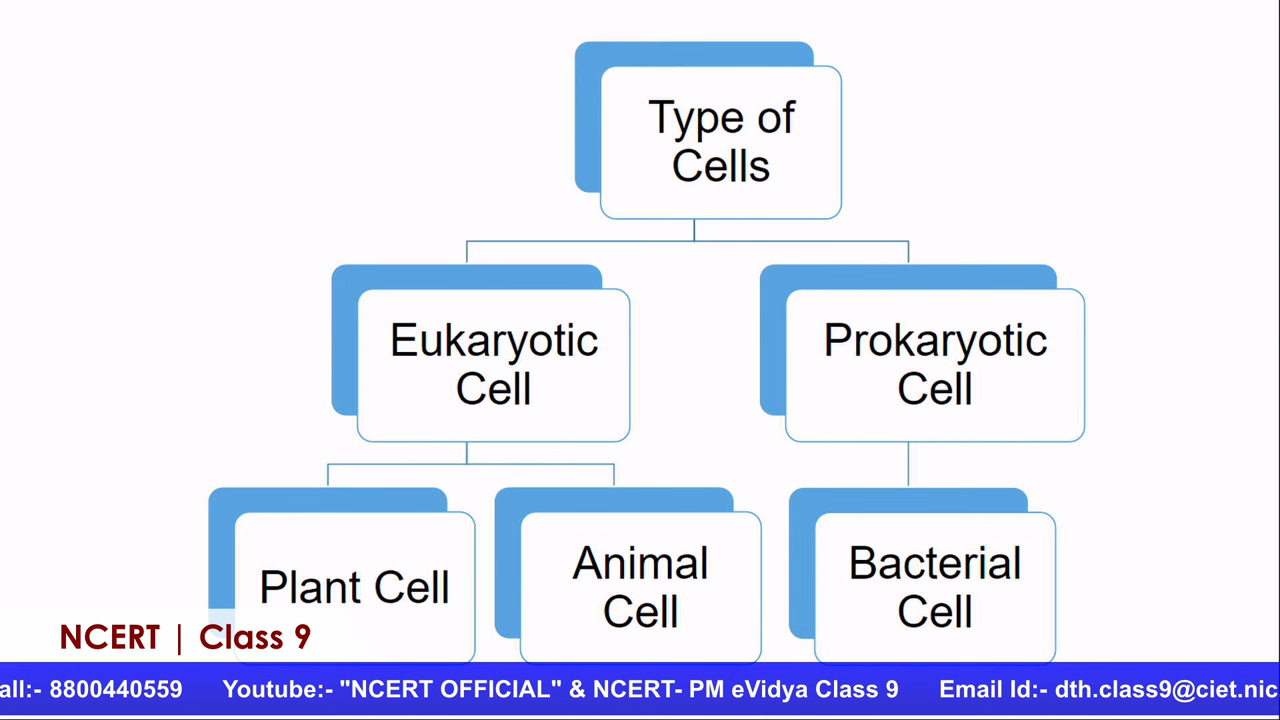 Type of
Cells
Eukaryotic
Cell
Prokaryotic
Cell
Plant Cell
Animal
Cell
Bacterial
Cell
NCERT | Class 9
all:- 8800440559 Youtube:- "NCERT OFFICIAL" & NCERT- PM eVidya Class 9 Email Id:- dth.class9@ciet.nic